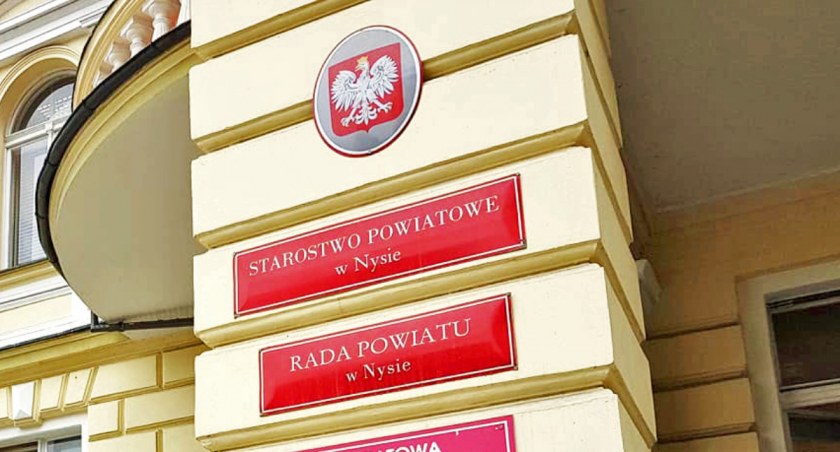 STAROSTWO POWIATOWE
w Nysie
RADA POWIATU
w Nysie